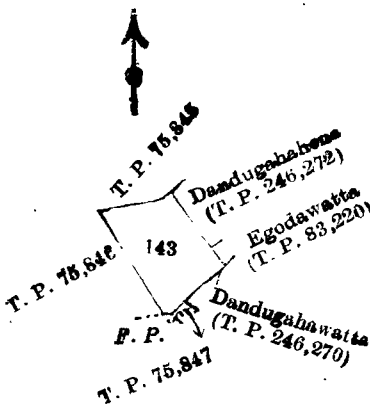 T. P. 75,845
Dandugahahena
(T. P. 246,272)
Egodawatta
(T. P. 83,220)
143
T. P. 75,846
Dandugahawatta
(T. P. 246,270)
F. P.
T. P. 75,847